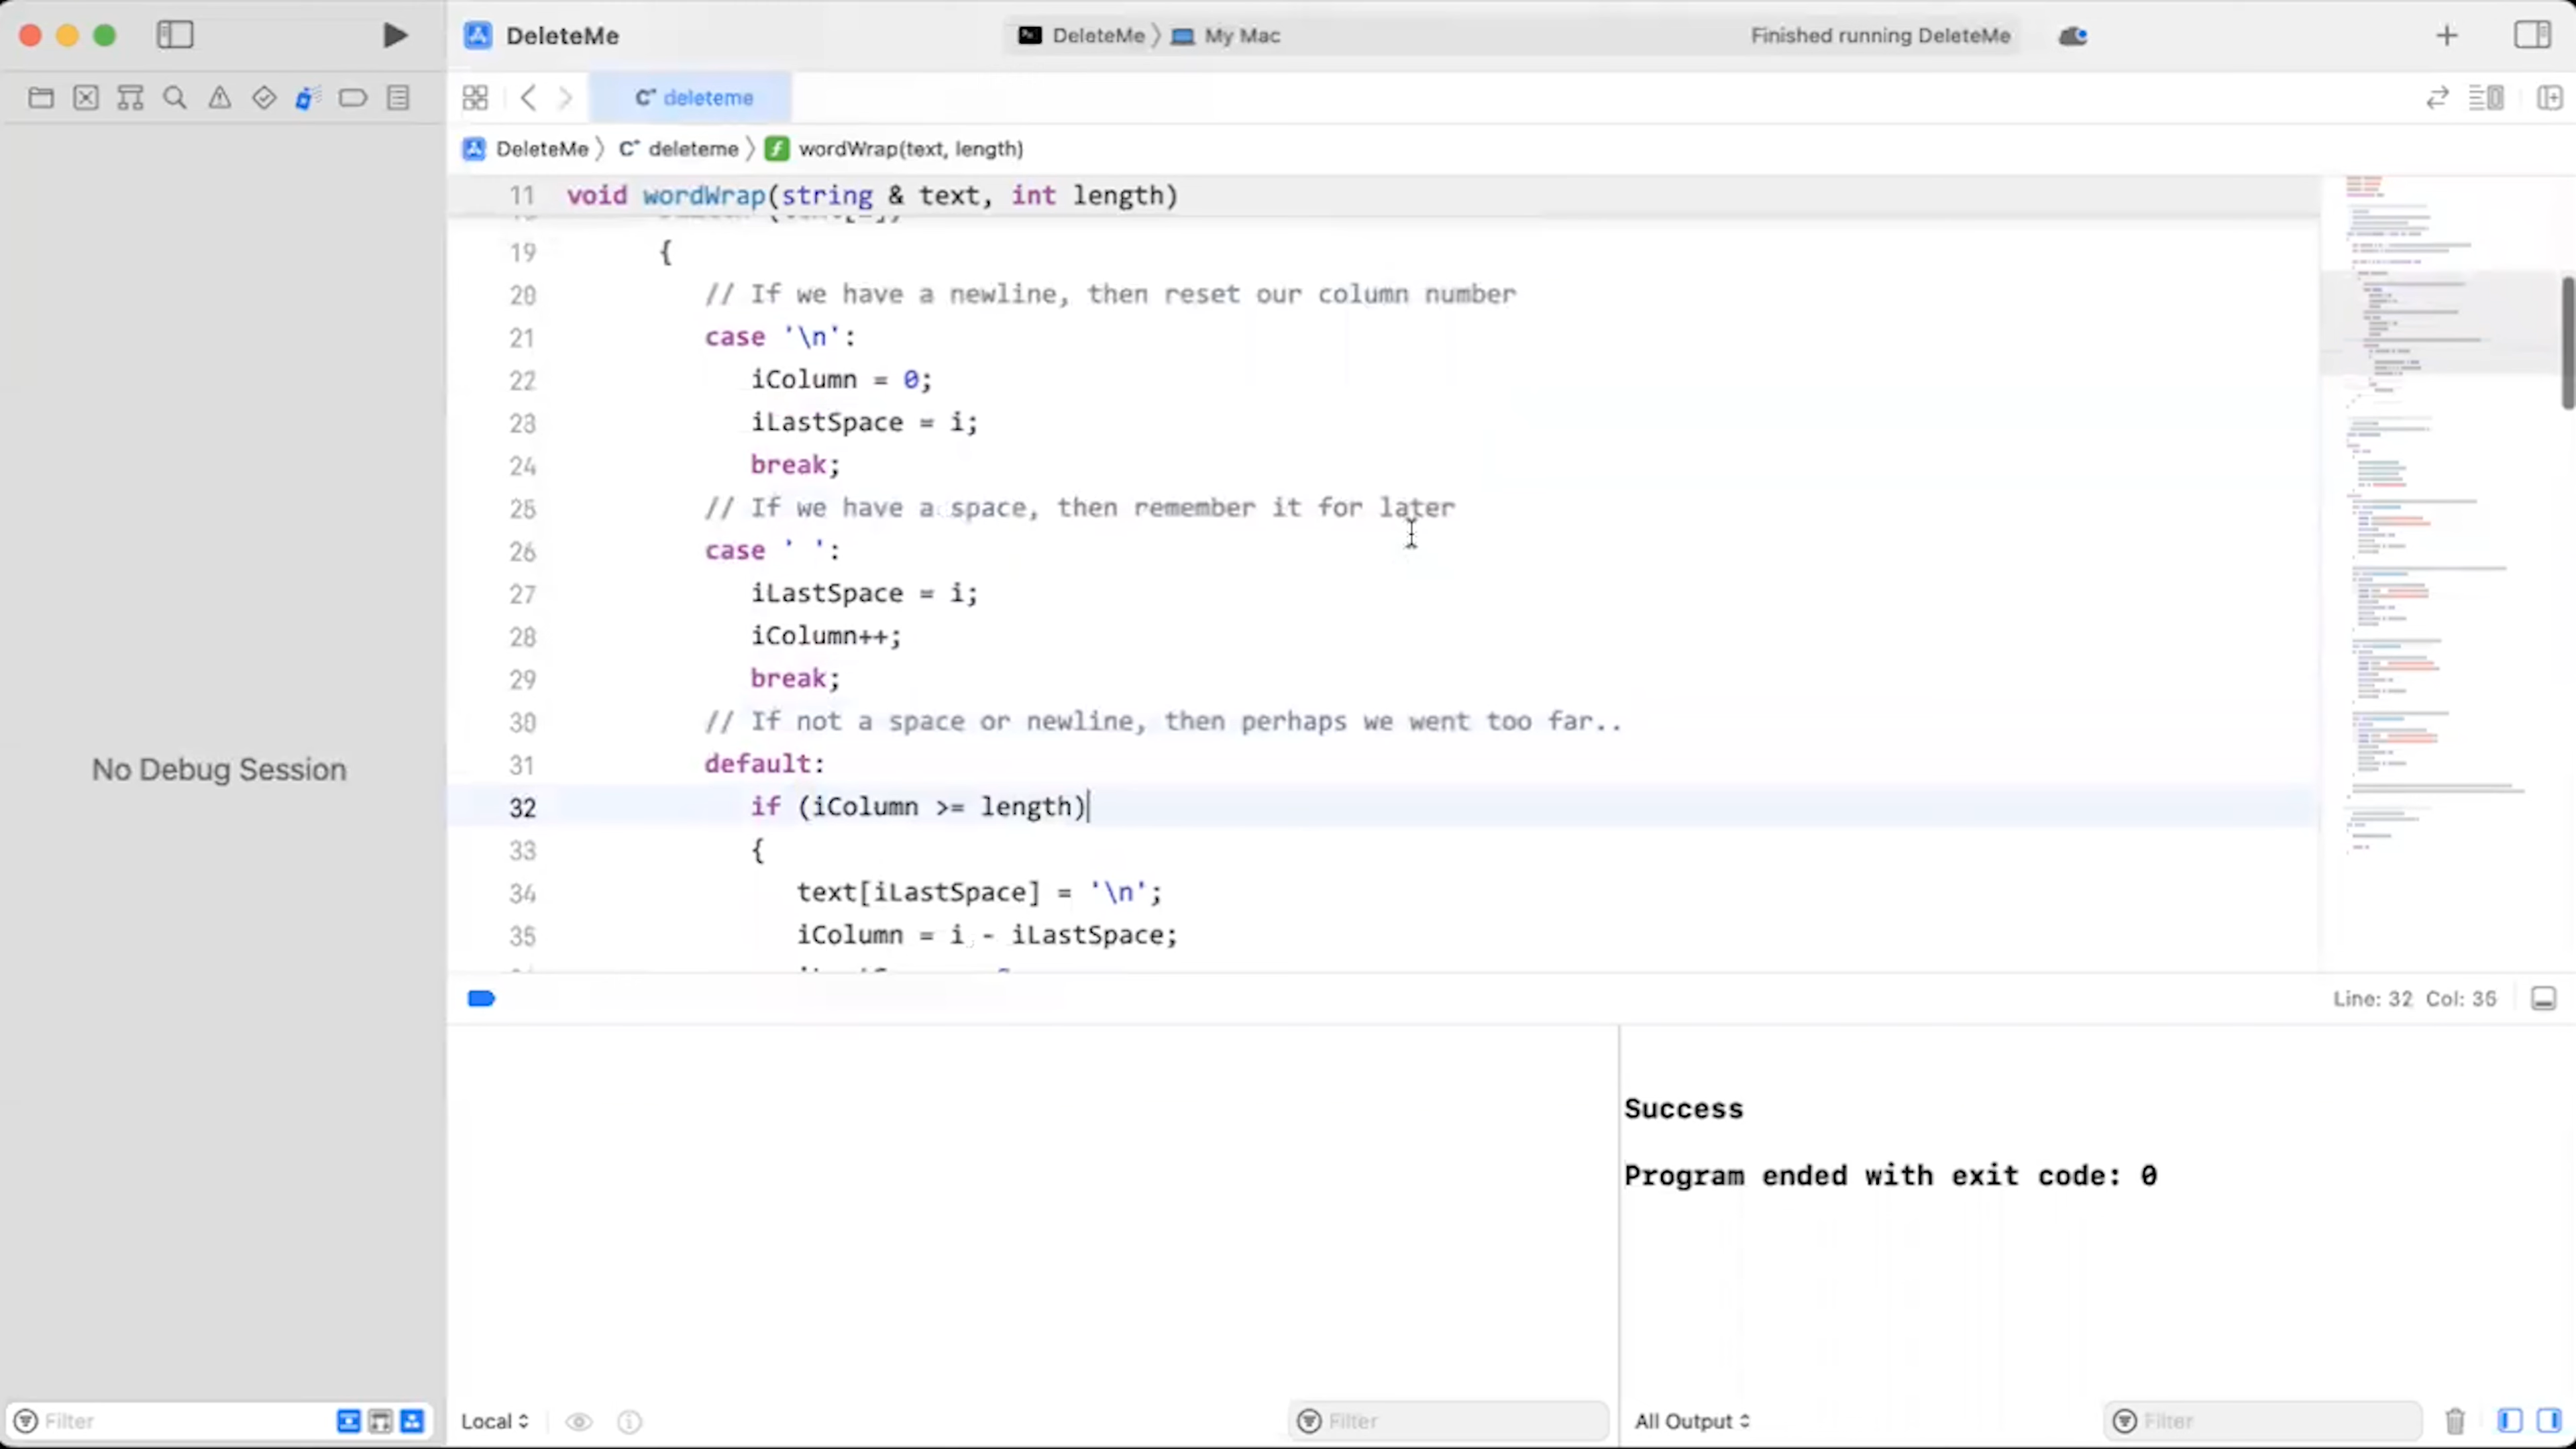 DeleteMe
DeleteMe 〉 My Mac
Finished running DeleteMe
C⁺ deleteme
DeleteMe 〉 C⁺ deleteme 〉 f wordWrap(text, length)
11 void wordWrap(string & text, int length)
19 {
20 // If we have a newline, then reset our column number
21 case '\n':
22 iColumn = 0;
23 iLastSpace = i;
24 break;
25 // If we have a space, then remember it for later
26 case ' ':
27 iLastSpace = i;
28 iColumn++;
29 break;
30 // If not a space or newline, then perhaps we went too far..
31 default:
32 if (iColumn >= length)
33 {
34 text[iLastSpace] = '\n';
35 iColumn = i - iLastSpace;
No Debug Session
Line: 32 Col: 36
Success
Program ended with exit code: 0
Filter
Local
Filter
All Output
Filter